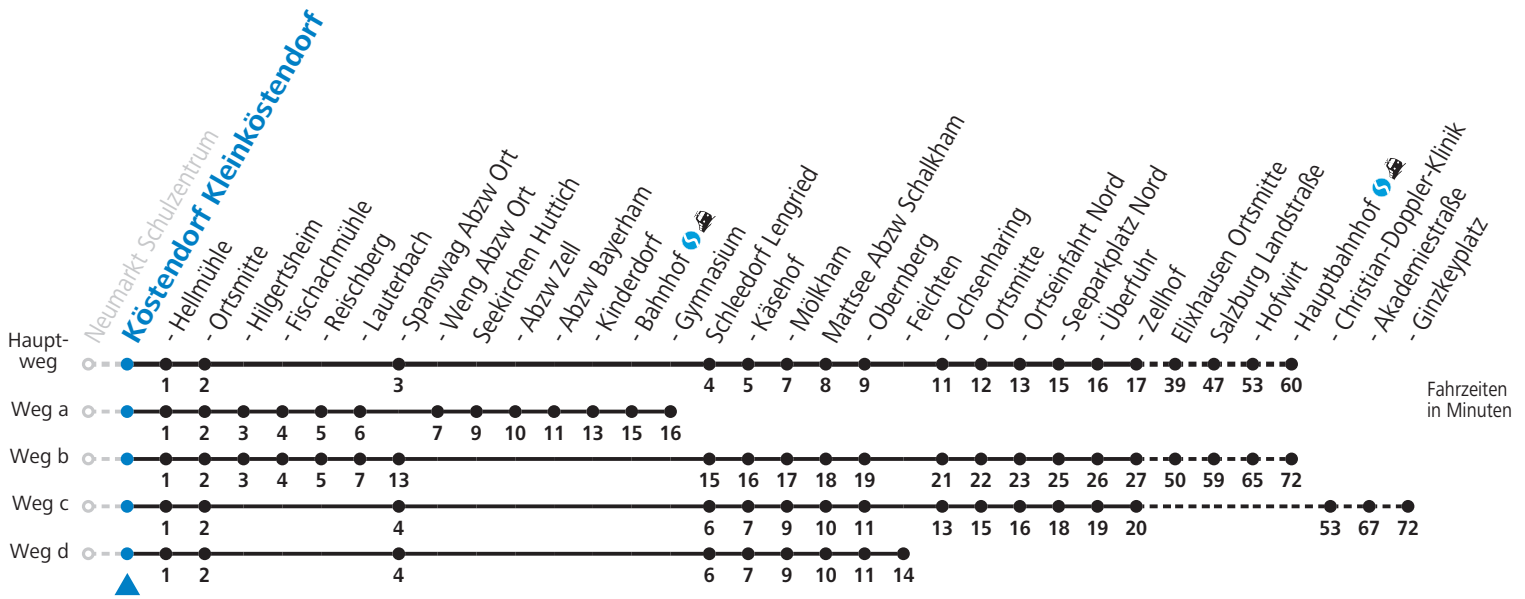 Neumarkt Schulzentrum
Köstendorf Kleinköstendorf
- Hellmühle
- Ortsmitte
- Hilgertsheim
- Fischachmühle
- Reischberg
- Lauterbach
- Spanswag Abzw Ort
- Weng Abzw Ort
Seekirchen Huttich
- Abzw Zell
- Abzw Bayerham
- Kinderdorf
- Bahnhof
- Gymnasium
Schleedorf Lengried
- Käsehof
- Mölkham
Mattsee Abzw Schalkham
- Obernberg
- Feichten
- Ochsenharing
- Ortsmitte
- Ortseinfahrt Nord
- Seeparkplatz Nord
- Überfuhr
- Zellhof
Elixhausen Ortsmitte
Salzburg Landstraße
- Hofwirt
- Hauptbahnhof
- Christian-Doppler-Klinik
- Akademiestraße
- Ginzkeyplatz
Haupt-
weg
1 2 3 4 5 7 8 9 11 12 13 15 16 17 39 47 53 60
Fahrzeiten
in Minuten
Weg a
1 2 3 4 5 6 7 9 10 11 13 15 16
Weg b
1 2 3 4 5 7 13 15 16 17 18 19 21 22 23 25 26 27 50 59 65 72
Weg c
1 2 4 6 7 9 10 11 13 15 16 18 19 20 53 67 72
Weg d
1 2 4 6 7 9 10 11 14